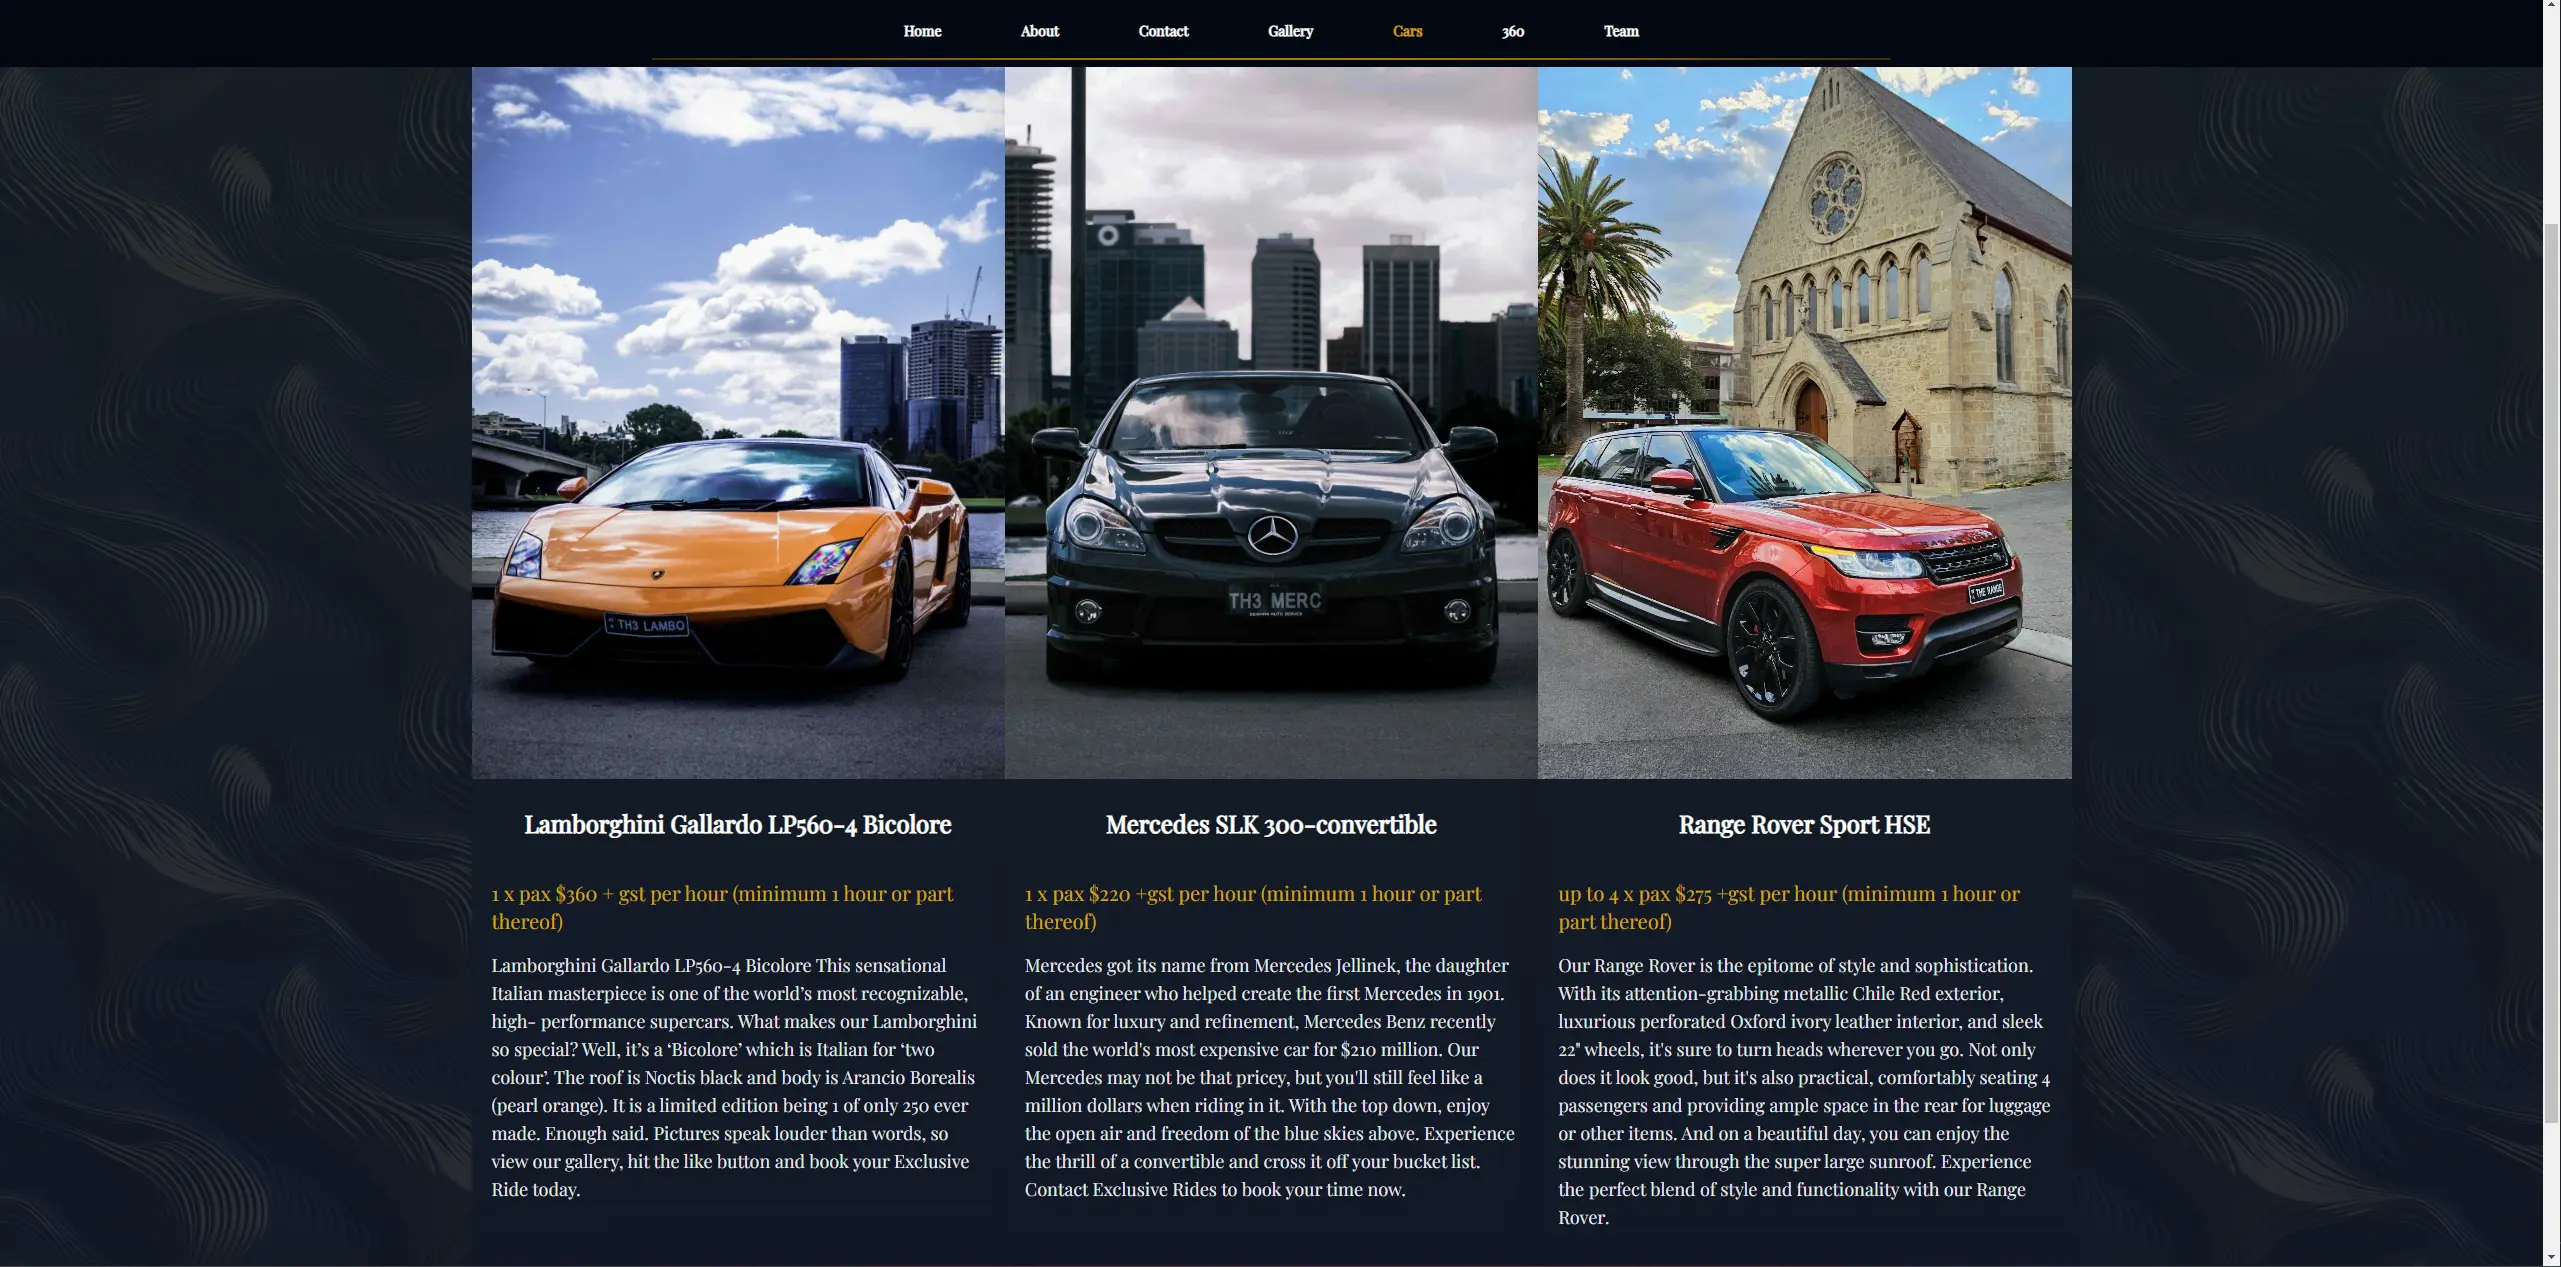 Home About Contact Gallery Cars 360 Team
TH3 LAMBO
TH3 MERC
THE RANGE
Lamborghini Gallardo LP560-4 Bicolore
1 x pax $360 + gst per hour (minimum 1 hour or part
thereof)
Lamborghini Gallardo LP560-4 Bicolore This sensational
Italian masterpiece is one of the world’s most recognizable,
high- performance supercars. What makes our Lamborghini
so special? Well, it’s a ‘Bicolore’ which is Italian for ‘two
colour’. The roof is Noctis black and body is Arancio Borealis
(pearl orange). It is a limited edition being 1 of only 250 ever
made. Enough said. Pictures speak louder than words, so
view our gallery, hit the like button and book your Exclusive
Ride today.
Mercedes SLK 300-convertible
1 x pax $220 +gst per hour (minimum 1 hour or part
thereof)
Mercedes got its name from Mercedes Jellinek, the daughter
of an engineer who helped create the first Mercedes in 1901.
Known for luxury and refinement, Mercedes Benz recently
sold the world's most expensive car for $210 million. Our
Mercedes may not be that pricey, but you'll still feel like a
million dollars when riding in it. With the top down, enjoy
the open air and freedom of the blue skies above. Experience
the thrill of a convertible and cross it off your bucket list.
Contact Exclusive Rides to book your time now.
Range Rover Sport HSE
up to 4 x pax $275 +gst per hour (minimum 1 hour or
part thereof)
Our Range Rover is the epitome of style and sophistication.
With its attention-grabbing metallic Chile Red exterior,
luxurious perforated Oxford ivory leather interior, and sleek
22" wheels, it's sure to turn heads wherever you go. Not only
does it look good, but it's also practical, comfortably seating 4
passengers and providing ample space in the rear for luggage
or other items. And on a beautiful day, you can enjoy the
stunning view through the super large sunroof. Experience
the perfect blend of style and functionality with our Range
Rover.